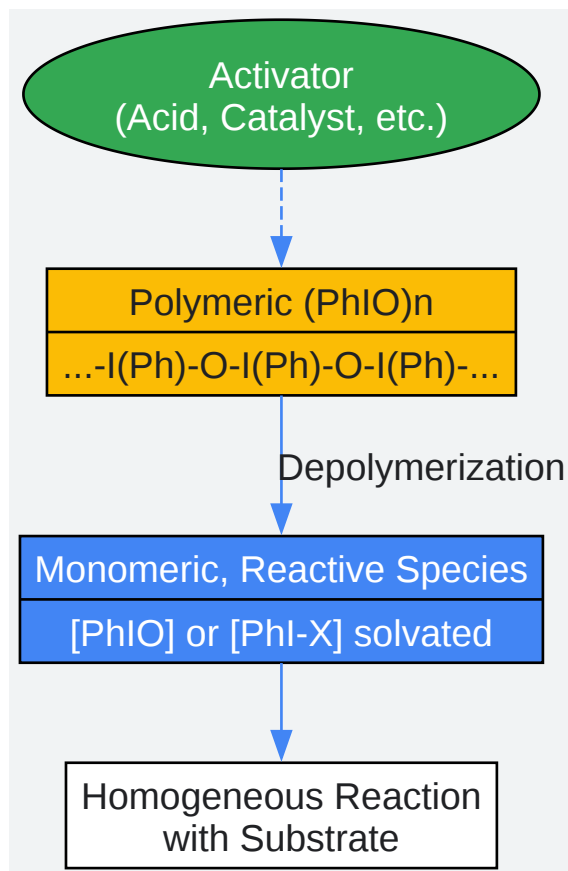 Activator
(Acid, Catalyst, etc.)
Polymeric (PhIO)n
...-I(Ph)-O-I(Ph)-O-I(Ph)-...
Depolymerization
Monomeric, Reactive Species
[PhIO] or [PhI-X] solvated
Homogeneous Reaction
with Substrate